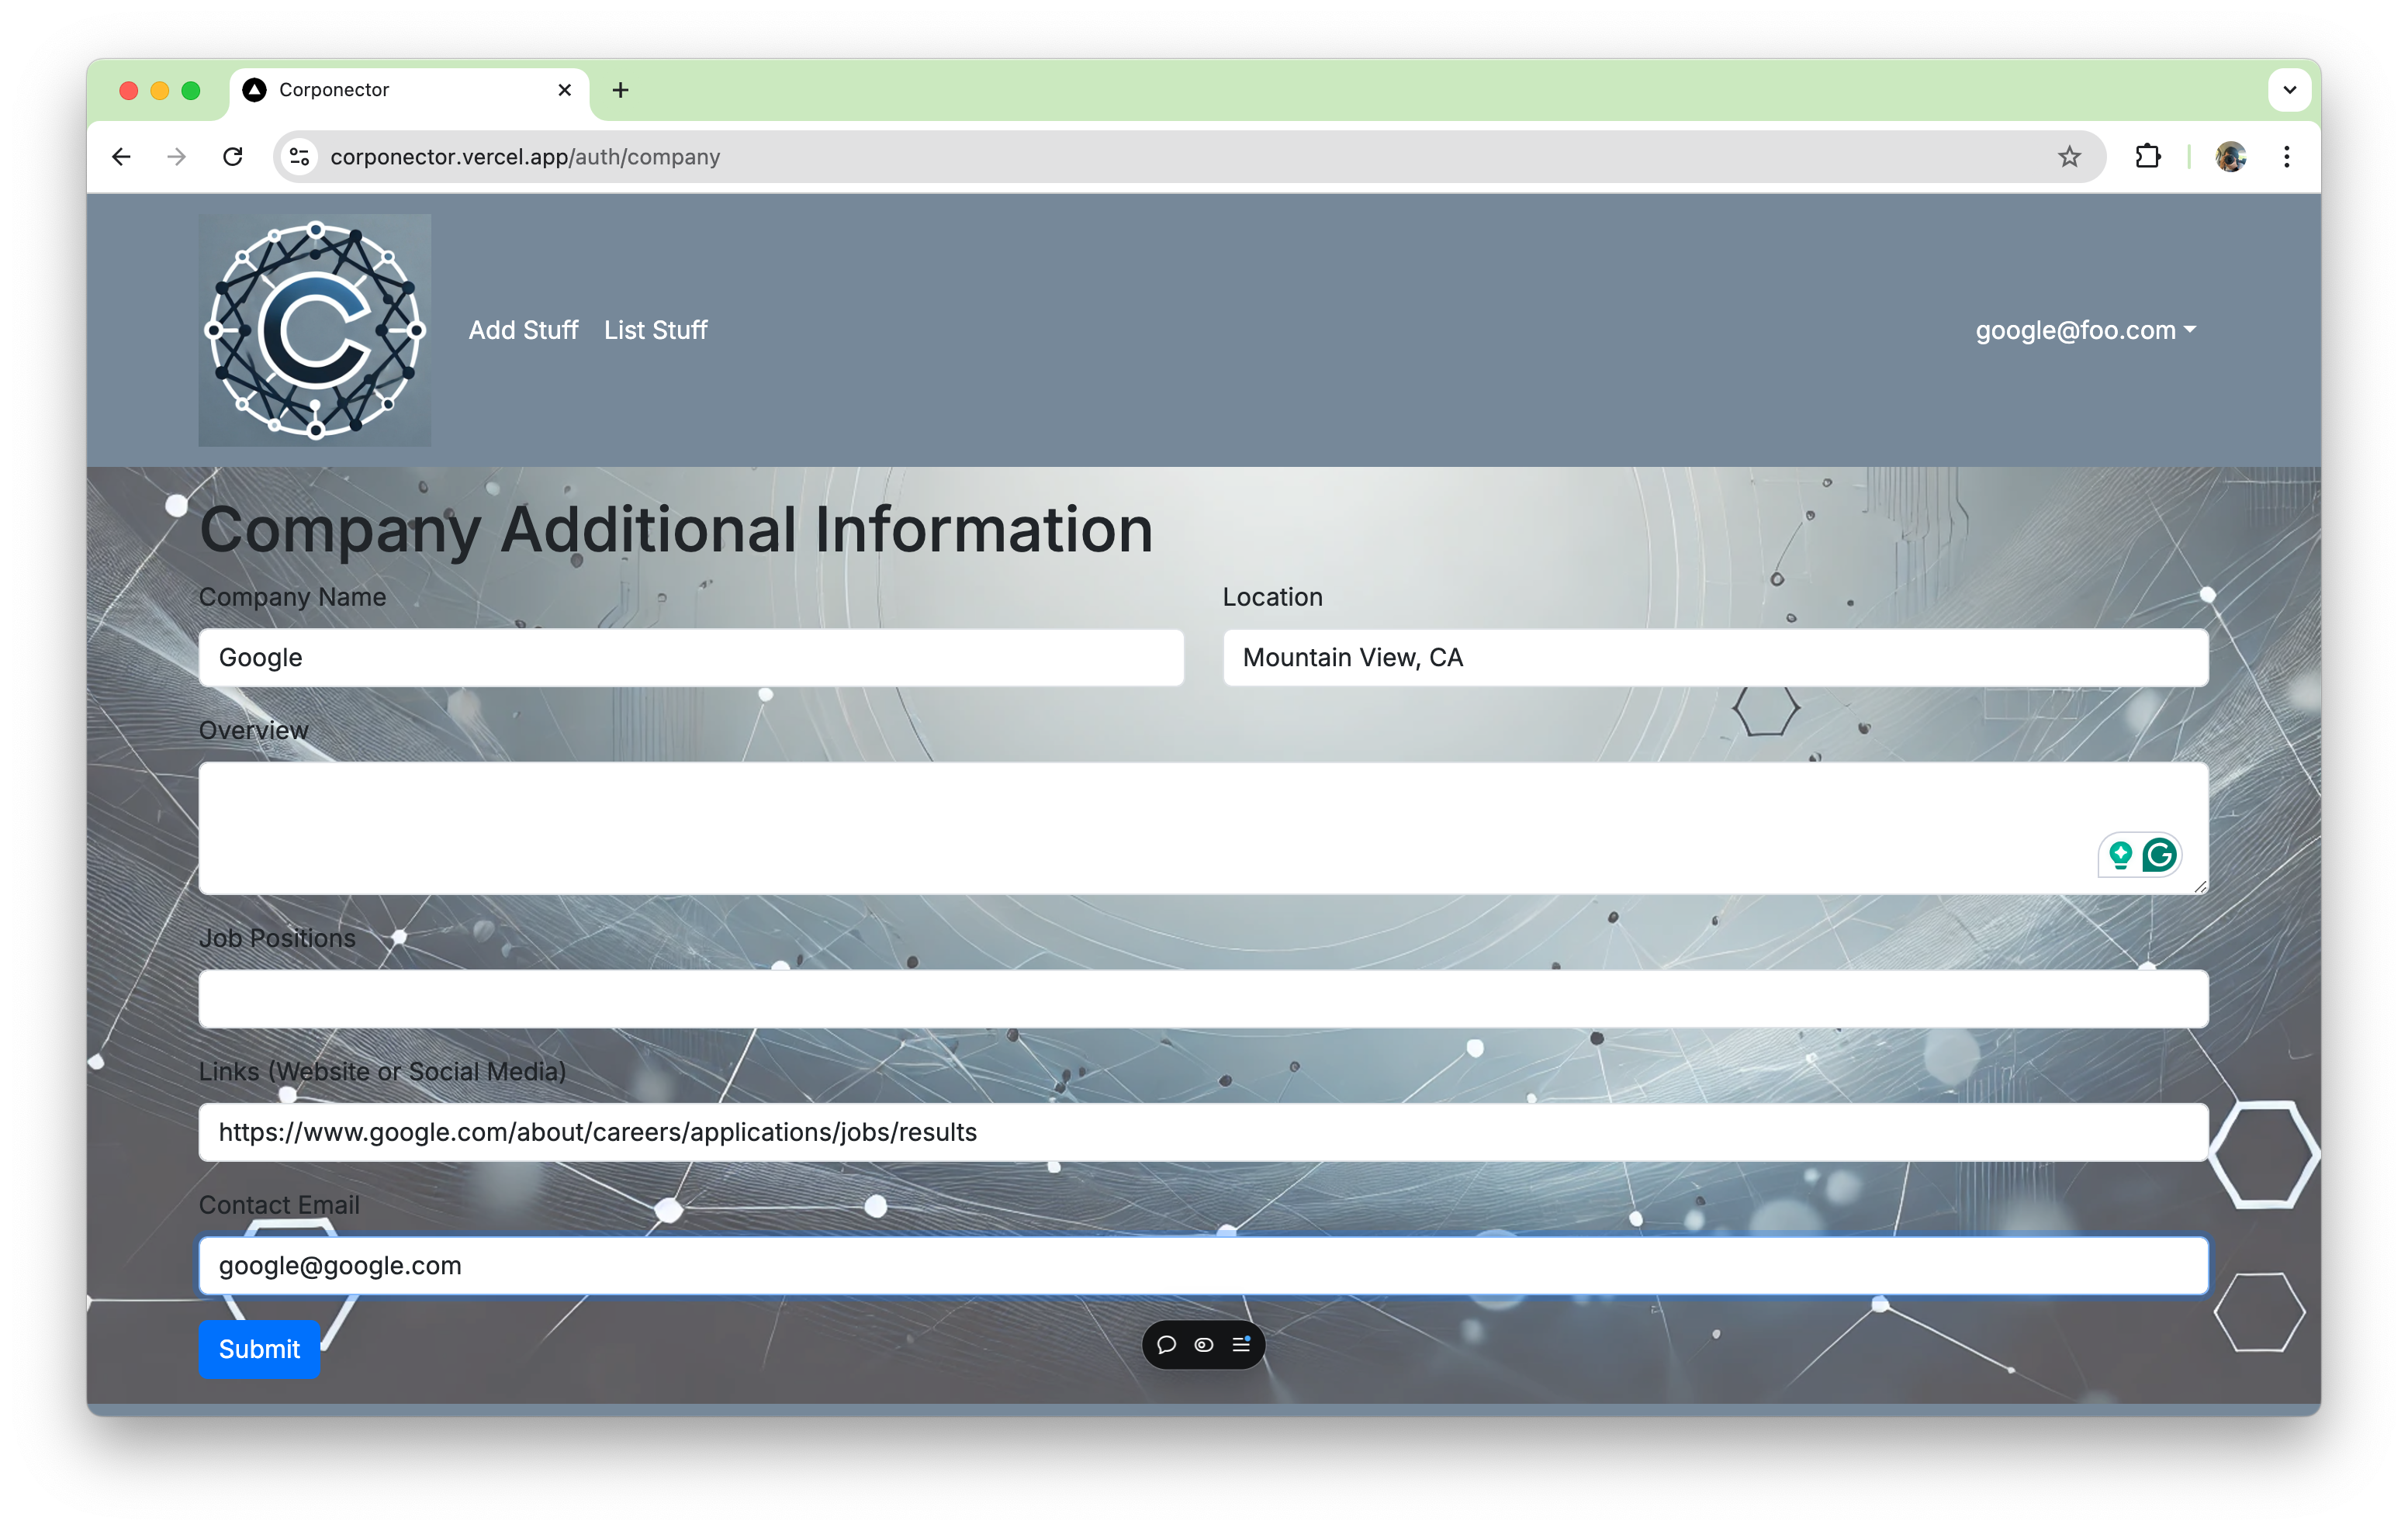 Corponector
corponector.vercel.app/auth/company
C
Add Stuff List Stuff google@foo.com
Company Additional Information
Company Name Location
Google Mountain View, CA
Overview
Job Positions
Links (Website or Social Media)
https://www.google.com/about/careers/applications/jobs/results
Contact Email
google@google.com
Submit